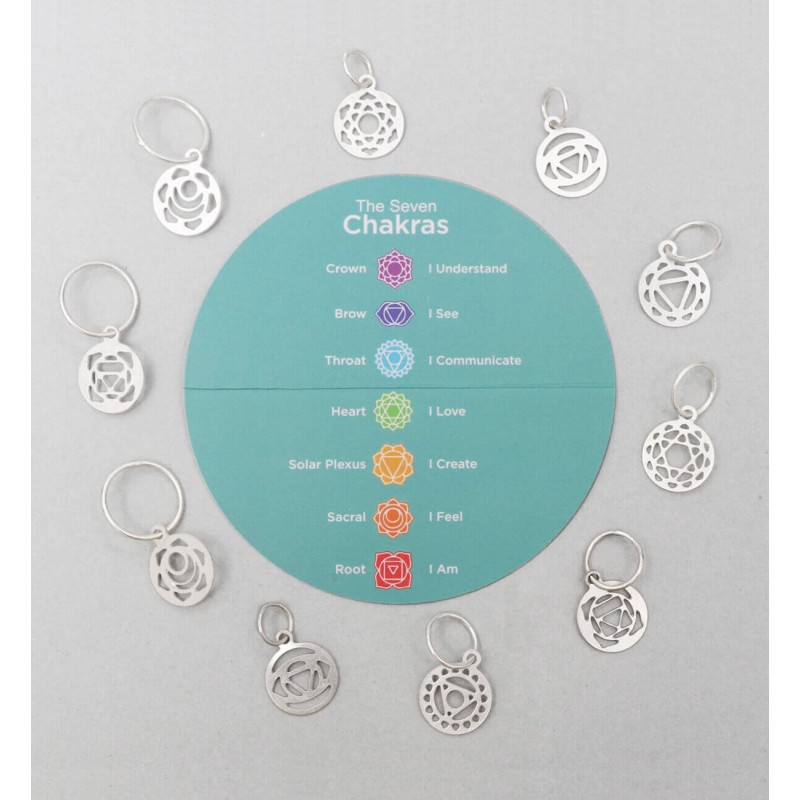 The Seven
Chakras
Crown I Understand
Brow I See
Throat I Communicate
Heart I Love
Solar Plexus I Create
Sacral I Feel
Root I Am